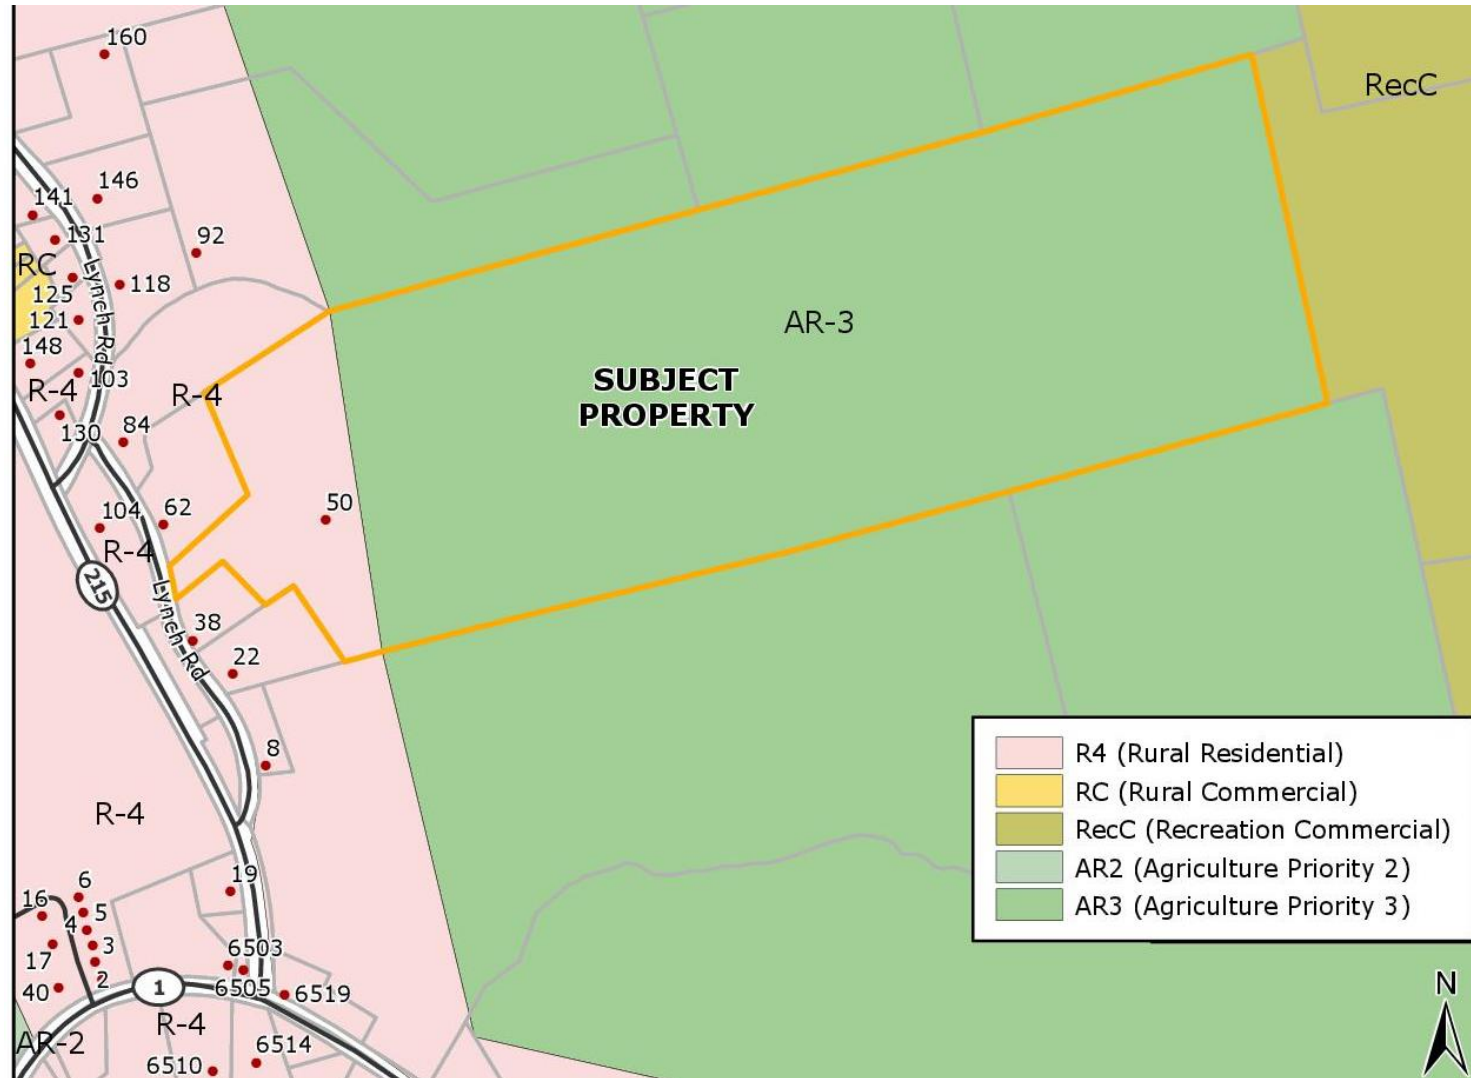 160
RecC
146
141
131
92
RC
118
125
Lynch Rd
121
AR-3
148
103
SUBJECT
PROPERTY
R-4
R-4
130
84
50
104
62
R-4
215
Lynch Rd
38
22
8
R4 (Rural Residential)
RC (Rural Commercial)
RecC (Recreation Commercial)
AR2 (Agriculture Priority 2)
AR3 (Agriculture Priority 3)
R-4
19
6
16
5
4
3
17
2
6503
40
1
6505
6519
N
R-4
AR-2
6514
6510